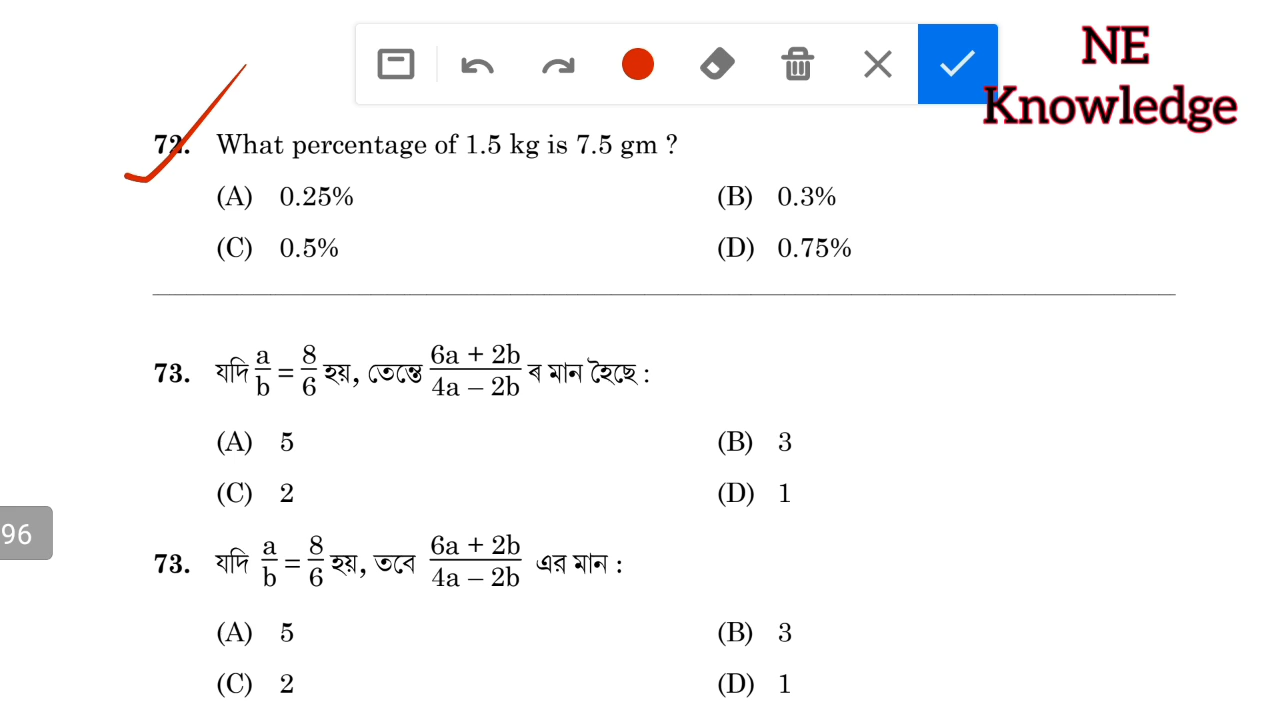 NE
Knowledge
72. What percentage of 1.5 kg is 7.5 gm ?
(A) 0.25% (B) 0.3%
(C) 0.5% (D) 0.75%
73. যদি a/b = 8/6 হয়, তেন্তে (6a + 2b)/(4a – 2b) ৰ মান হৈছে :
(A) 5 (B) 3
(C) 2 (D) 1
96
73. যদি a/b = 8/6 হয়, তবে (6a + 2b)/(4a – 2b) এর মান :
(A) 5 (B) 3
(C) 2 (D) 1